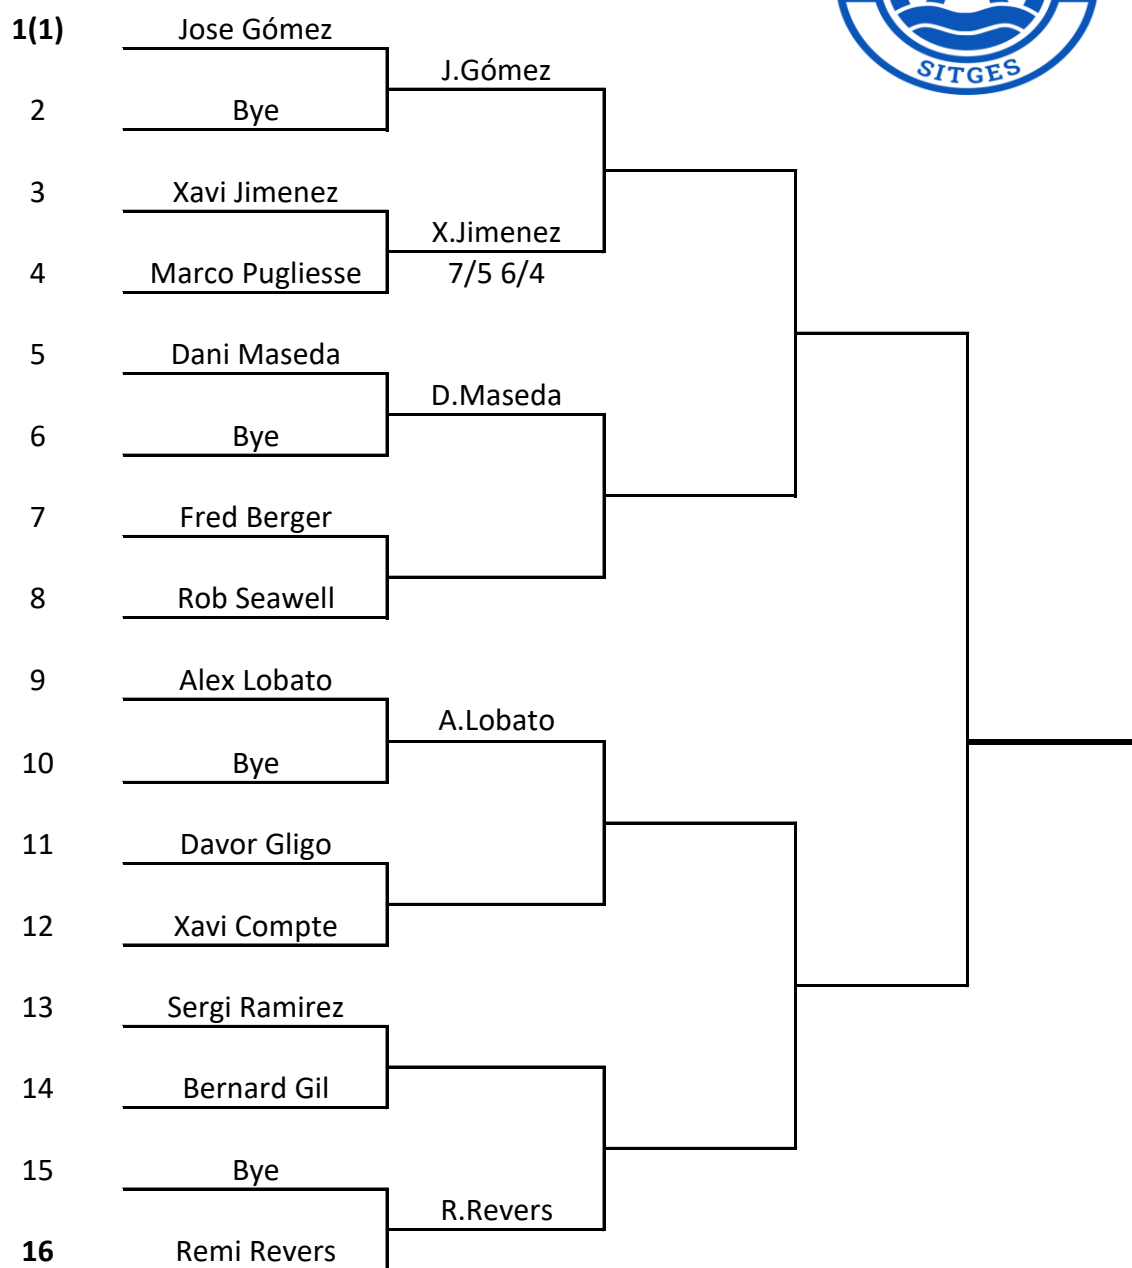 1(1) Jose Gómez
J.Gómez
SITGES
2 Bye
3 Xavi Jimenez
X.Jimenez
4 Marco Pugliesse 7/5 6/4
5 Dani Maseda
D.Maseda
6 Bye
7 Fred Berger
8 Rob Seawell
9 Alex Lobato
A.Lobato
10 Bye
11 Davor Gligo
12 Xavi Compte
13 Sergi Ramirez
14 Bernard Gil
15 Bye
R.Revers
16 Remi Revers